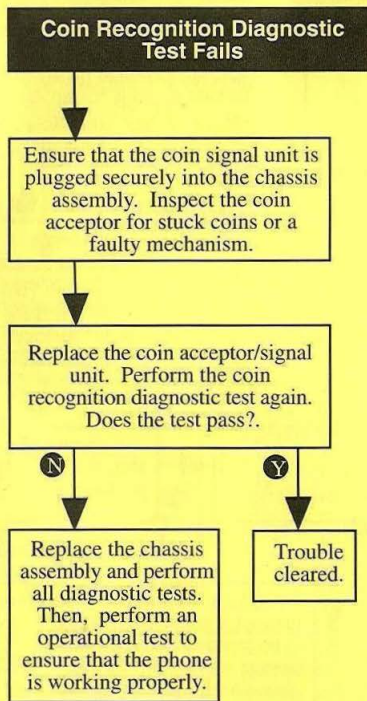 Coin Recognition Diagnostic
Test Fails
Ensure that the coin signal unit is
plugged securely into the chassis
assembly. Inspect the coin
acceptor for stuck coins or a
faulty mechanism.
Replace the coin acceptor/signal
unit. Perform the coin
recognition diagnostic test again.
Does the test pass?.
N
Y
Replace the chassis
assembly and perform
all diagnostic tests.
Then, perform an
operational test to
ensure that the phone
is working properly.
Trouble
cleared.